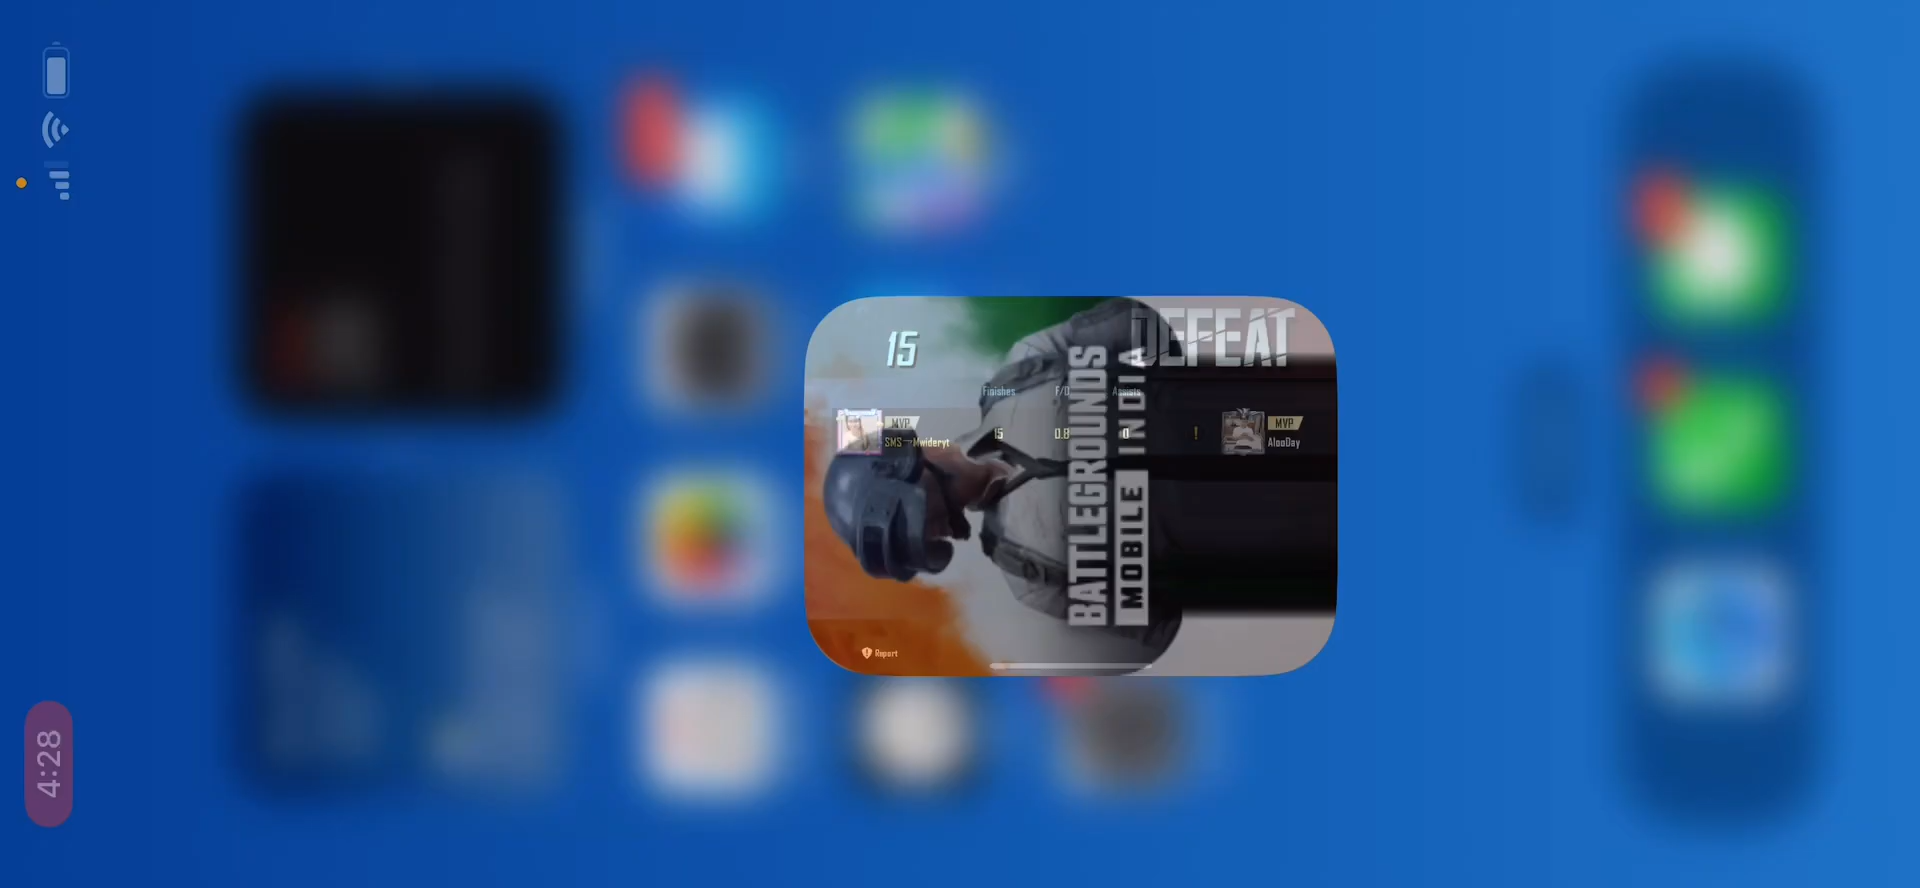 15
DEFEAT
Finishes
F/D
Assists
MVP
SMS一Mwideryt
15
0.8
0
!
MVP
AlooDay
BATTLEGROUNDS
MOBILE INDIA
Report
4:28